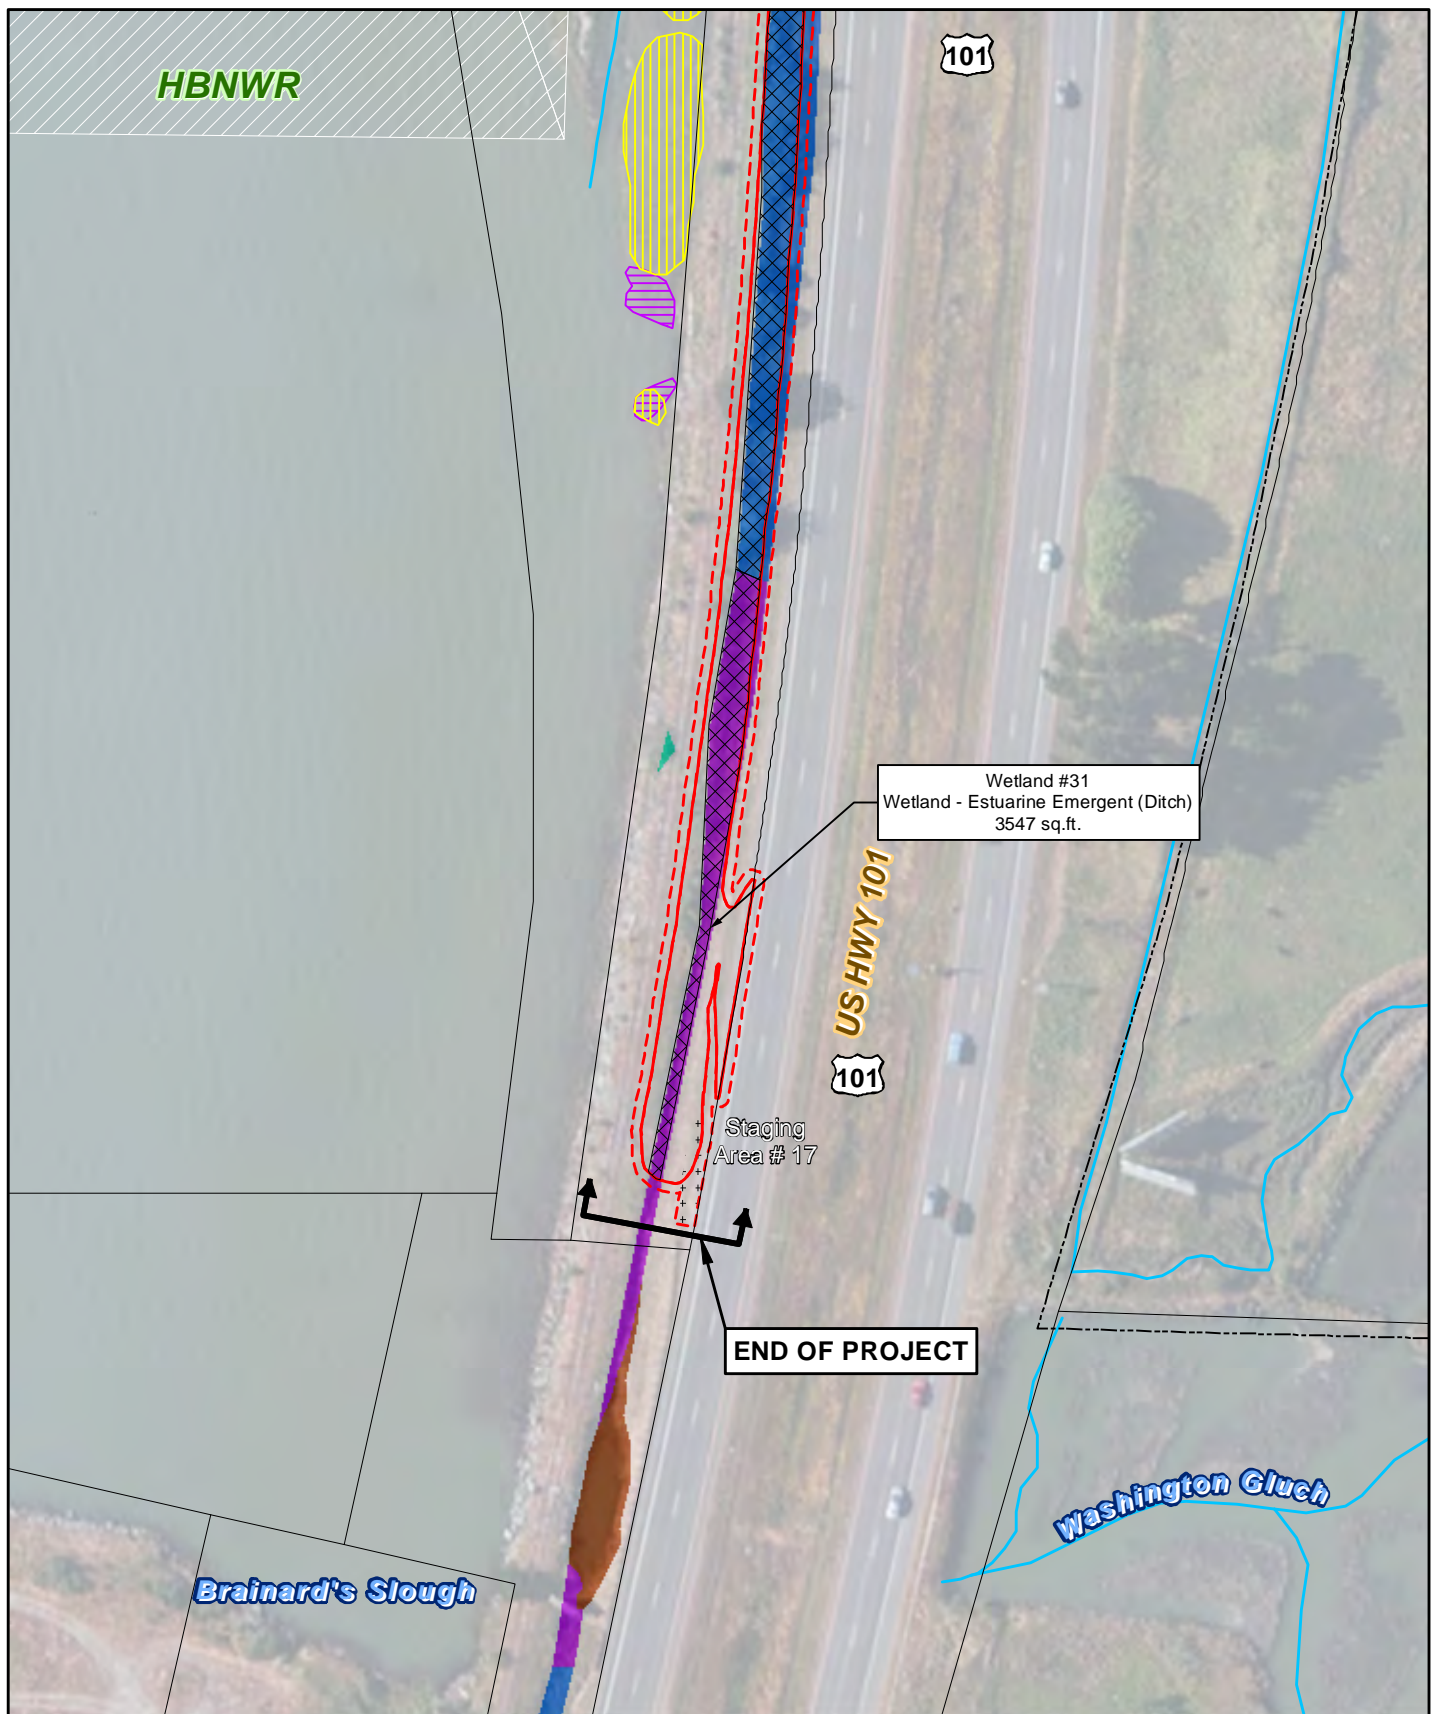 101
HBNWR
Wetland #31
Wetland - Estuarine Emergent (Ditch)
3547 sq.ft.
US HWY 101
101
Staging
Area # 17
END OF PROJECT
Washington Gluch
Brainard's Slough